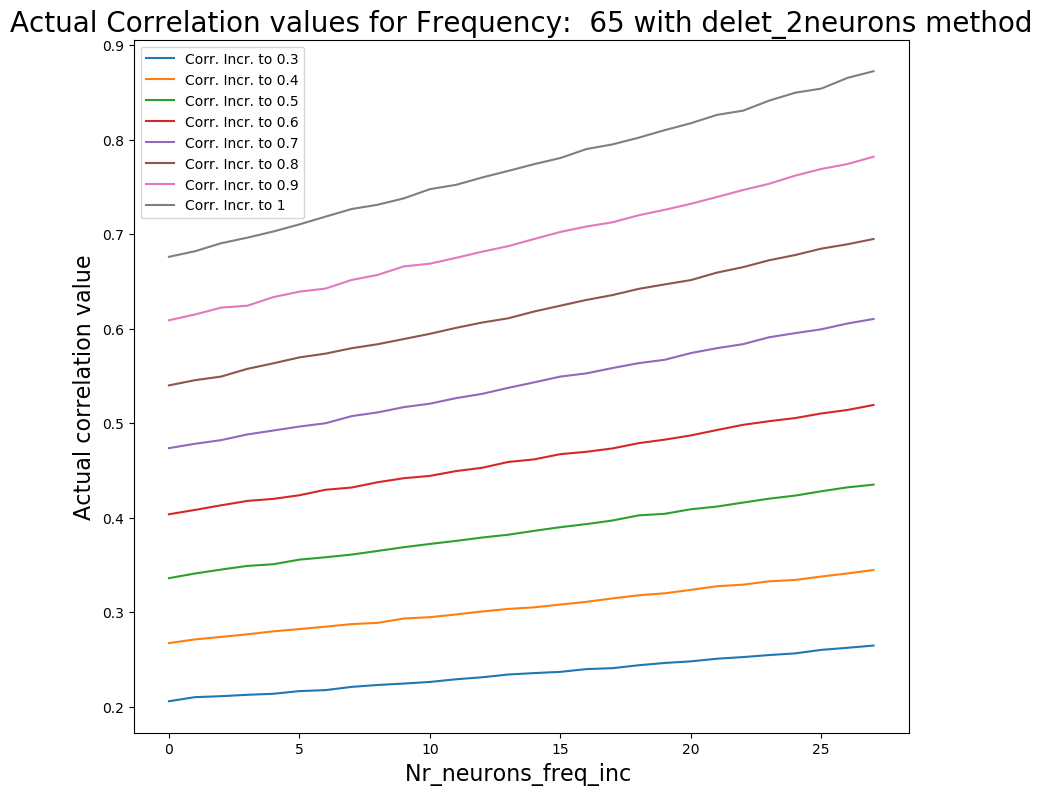 Actual Correlation values for Frequency:  65 with delet_2neurons method
0.9
0.8
0.7
0.6
0.5
0.4
0.3
0.2
Actual correlation value
Corr. Incr. to 0.3
Corr. Incr. to 0.4
Corr. Incr. to 0.5
Corr. Incr. to 0.6
Corr. Incr. to 0.7
Corr. Incr. to 0.8
Corr. Incr. to 0.9
Corr. Incr. to 1
0 5 10 15 20 25
Nr_neurons_freq_inc